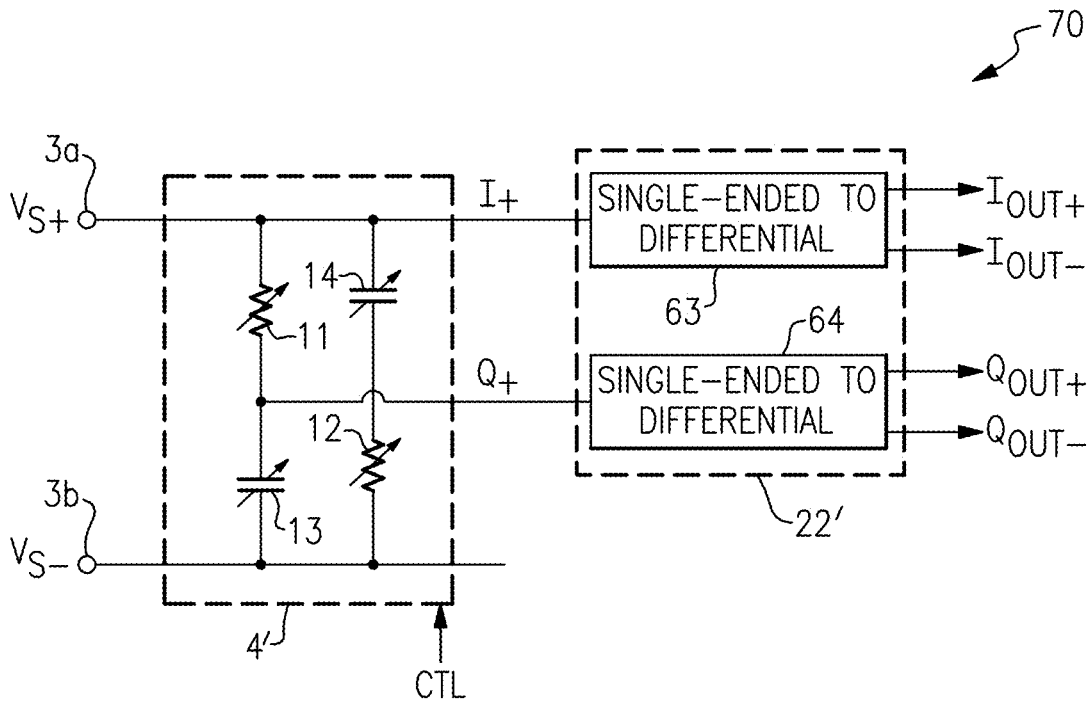 70
3a
VS+
I+
SINGLE-ENDED TO
DIFFERENTIAL
IOUT+
IOUT-
14
11
63
64
Q+
SINGLE-ENDED TO
DIFFERENTIAL
QOUT+
QOUT-
12
3b
13
22'
VS-
4'
CTL